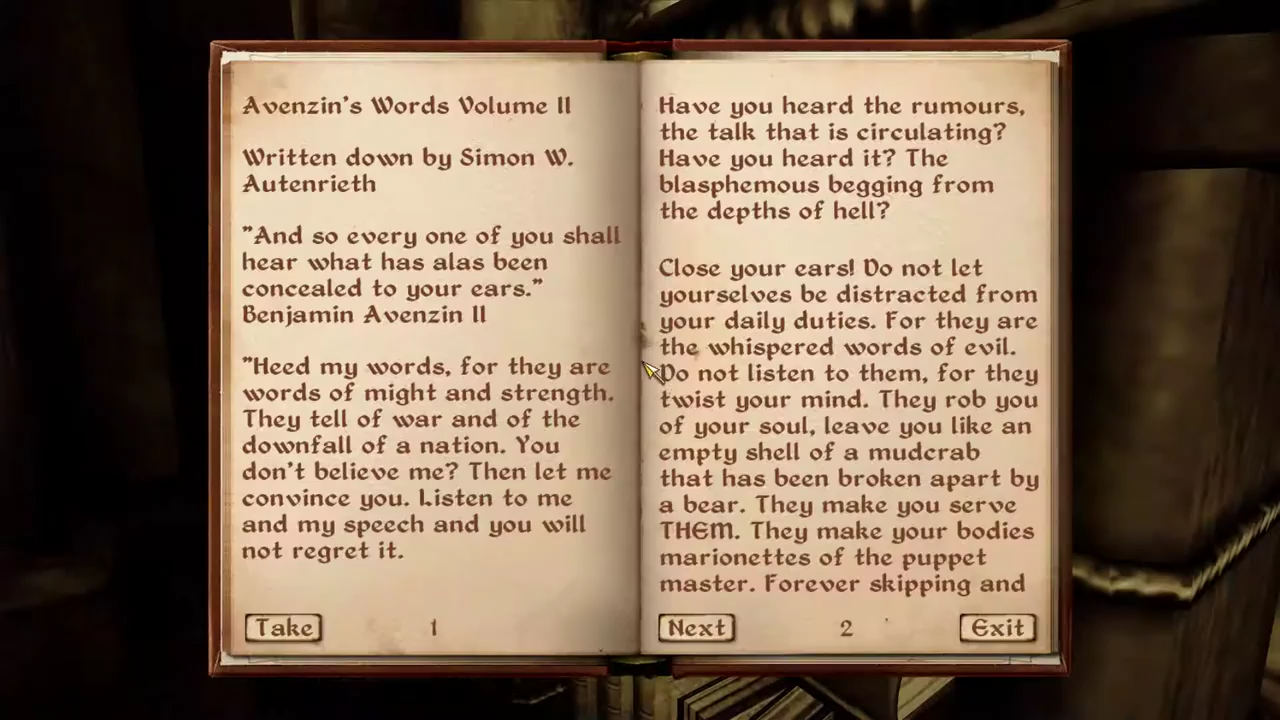 Avenzin's Words Volume II
Written down by Simon W.
Autenrieth
"And so every one of you shall
hear what has alas been
concealed to your ears."
Benjamin Avenzin II
"Heed my words, for they are
words of might and strength.
They tell of war and of the
downfall of a nation. You
don't believe me? Then let me
convince you. Listen to me
and my speech and you will
not regret it.
Take
1
Have you heard the rumours,
the talk that is circulating?
Have you heard it? The
blasphemous begging from
the depths of hell?
Close your ears! Do not let
yourselves be distracted from
your daily duties. For they are
the whispered words of evil.
Do not listen to them, for they
twist your mind. They rob you
of your soul, leave you like an
empty shell of a mudcrab
that has been broken apart by
a bear. They make you serve
THEM. They make your bodies
marionettes of the puppet
master. Forever skipping and
Next
2
Exit